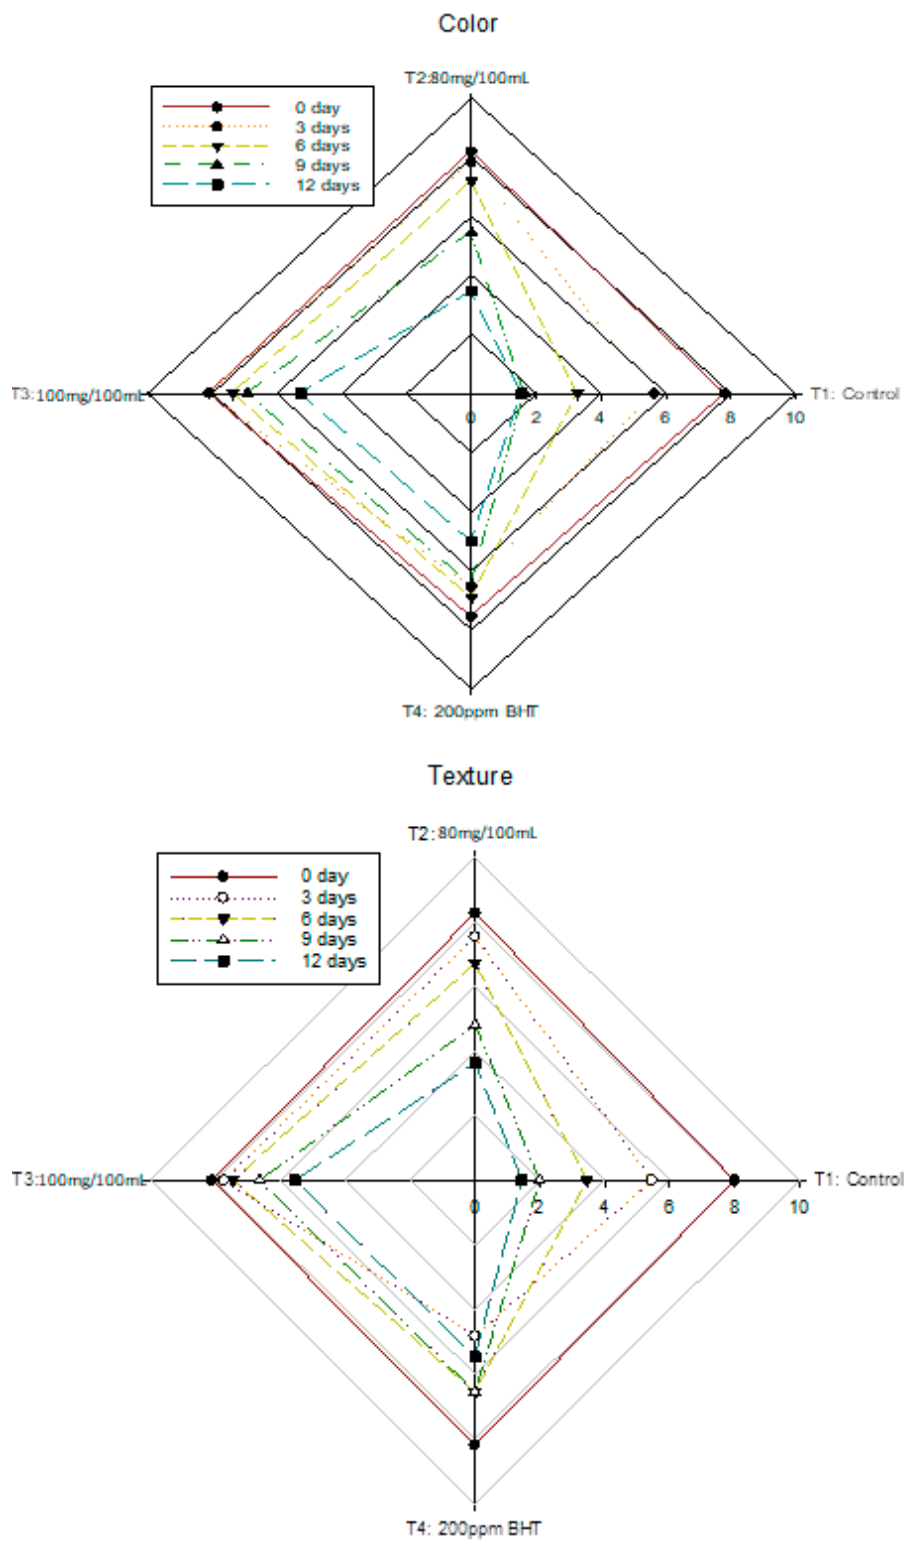 Color
T2:80mg/100mL
0 day
3 days
6 days
9 days
12 days
T3:100mg/100mL
T1: Control
0 2 4 6 8 10
T4: 200ppm BHT
Texture
T2:80mg/100mL
0 day
3 days
6 days
9 days
12 days
T3:100mg/100mL
T1: Control
0 2 4 6 8 10
T4: 200ppm BHT